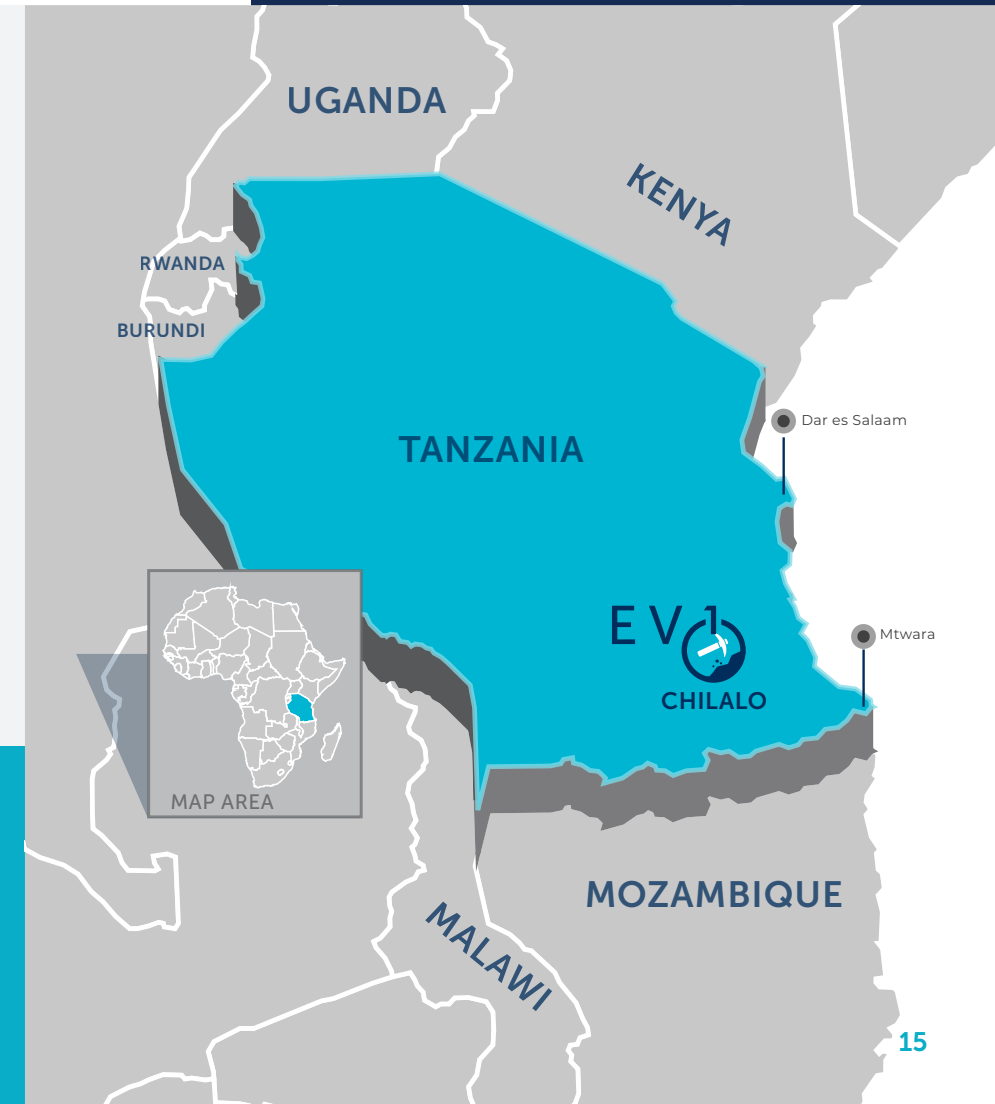 UGANDA
KENYA
RWANDA
BURUNDI
Dar es Salaam
TANZANIA
EV1
Mtwara
CHILALO
MAP AREA
MOZAMBIQUE
MALAWI
15